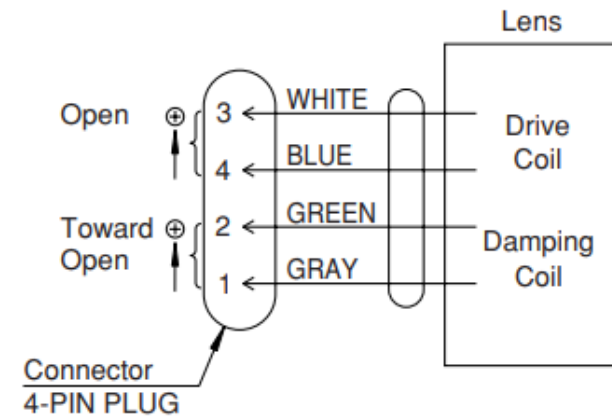 Lens
Open
⊕
3
WHITE
Drive
Coil
4
BLUE
Toward
Open
⊕
2
GREEN
Damping
Coil
1
GRAY
Connector
4-PIN PLUG